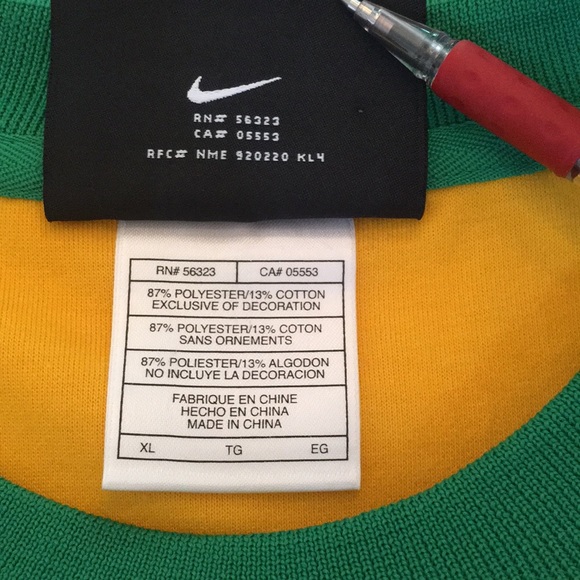 RN# 56323
CA# 05553
RFC# NME 920220 KL4
RN# 56323 CA# 05553
87% POLYESTER/13% COTTON
EXCLUSIVE OF DECORATION
87% POLYESTER/13% COTON
SANS ORNEMENTS
87% POLIESTER/13% ALGODON
NO INCLUYE LA DECORACION
FABRIQUE EN CHINE
HECHO EN CHINA
MADE IN CHINA
XL TG EG